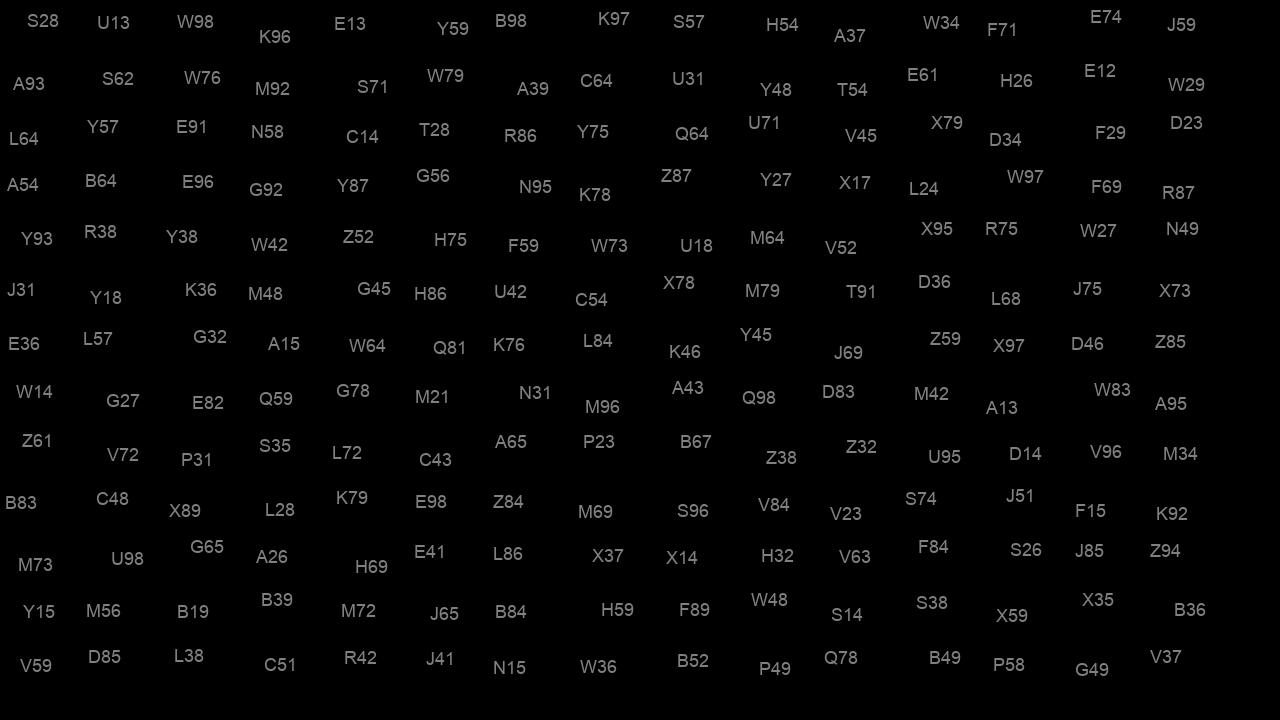 S28 U13 W98 K96 E13 Y59 B98 K97 S57 H54 A37 W34 F71 E74 J59
A93 S62 W76 M92 S71 W79 A39 C64 U31 Y48 T54 E61 H26 E12 W29
L64 Y57 E91 N58 C14 T28 R86 Y75 Q64 U71 V45 X79 D34 F29 D23
A54 B64 E96 G92 Y87 G56 N95 K78 Z87 Y27 X17 L24 W97 F69 R87
Y93 R38 Y38 W42 Z52 H75 F59 W73 U18 M64 V52 X95 R75 W27 N49
J31 Y18 K36 M48 G45 H86 U42 C54 X78 M79 T91 D36 L68 J75 X73
E36 L57 G32 A15 W64 Q81 K76 L84 K46 Y45 J69 Z59 X97 D46 Z85
W14 G27 E82 Q59 G78 M21 N31 M96 A43 Q98 D83 M42 A13 W83 A95
Z61 V72 P31 S35 L72 C43 A65 P23 B67 Z38 Z32 U95 D14 V96 M34
B83 C48 X89 L28 K79 E98 Z84 M69 S96 V84 V23 S74 J51 F15 K92
M73 U98 G65 A26 H69 E41 L86 X37 X14 H32 V63 F84 S26 J85 Z94
Y15 M56 B19 B39 M72 J65 B84 H59 F89 W48 S14 S38 X59 X35 B36
V59 D85 L38 C51 R42 J41 N15 W36 B52 P49 Q78 B49 P58 G49 V37